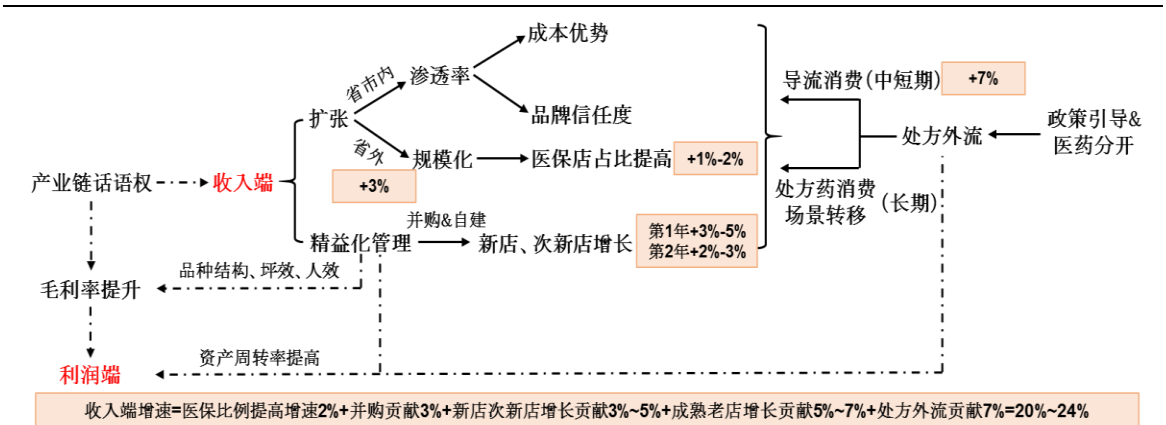 成本优势
省市内
渗透率
导流消费(中短期)
+7%
扩张
品牌信任度
政策引导&
医药分开
处方外流
省外
规模化
医保店占比提高
+1%-2%
产业链话语权
收入端
+3%
处方药消费
场景转移
(长期)
并购&自建
第1年+3%-5%
第2年+2%-3%
精益化管理
新店、次新店增长
品种结构、坪效、人效
毛利率提升
资产周转率提高
利润端
收入端增速=医保比例提高增速2%+并购贡献3%+新店次新店增长贡献3%~5%+成熟老店增长贡献5%~7%+处方外流贡献7%=20%~24%